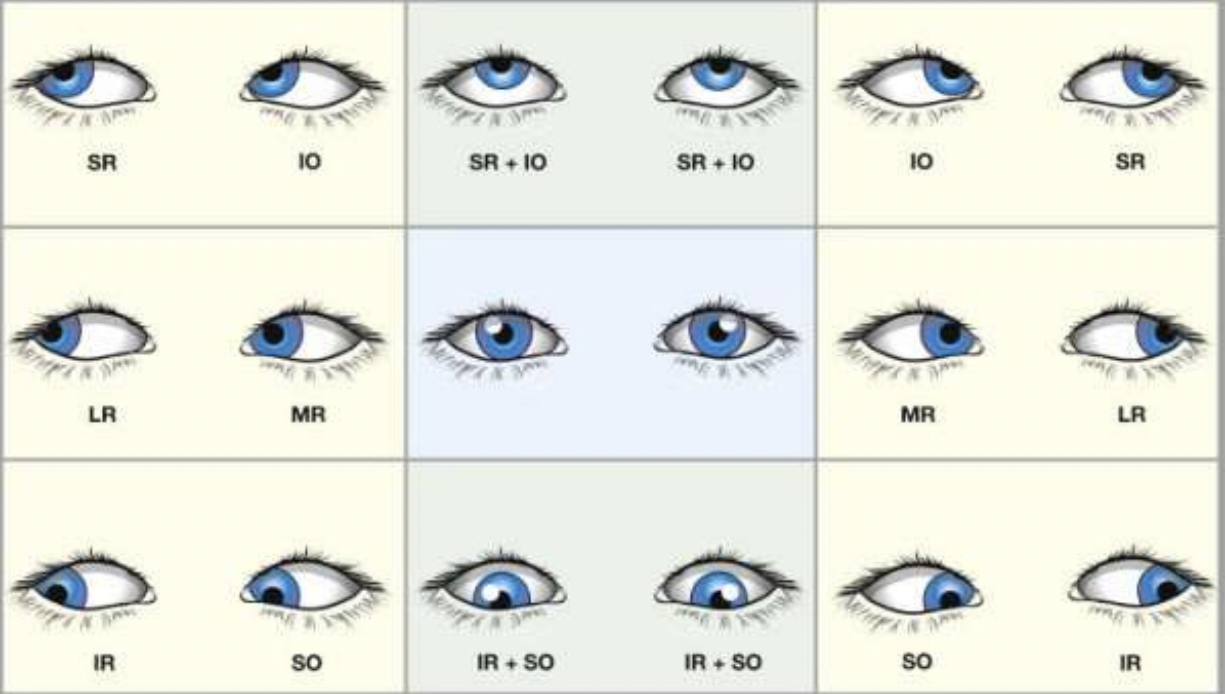 SR IO SR + IO SR + IO IO SR
LR MR MR LR
IR SO IR + SO IR + SO SO IR